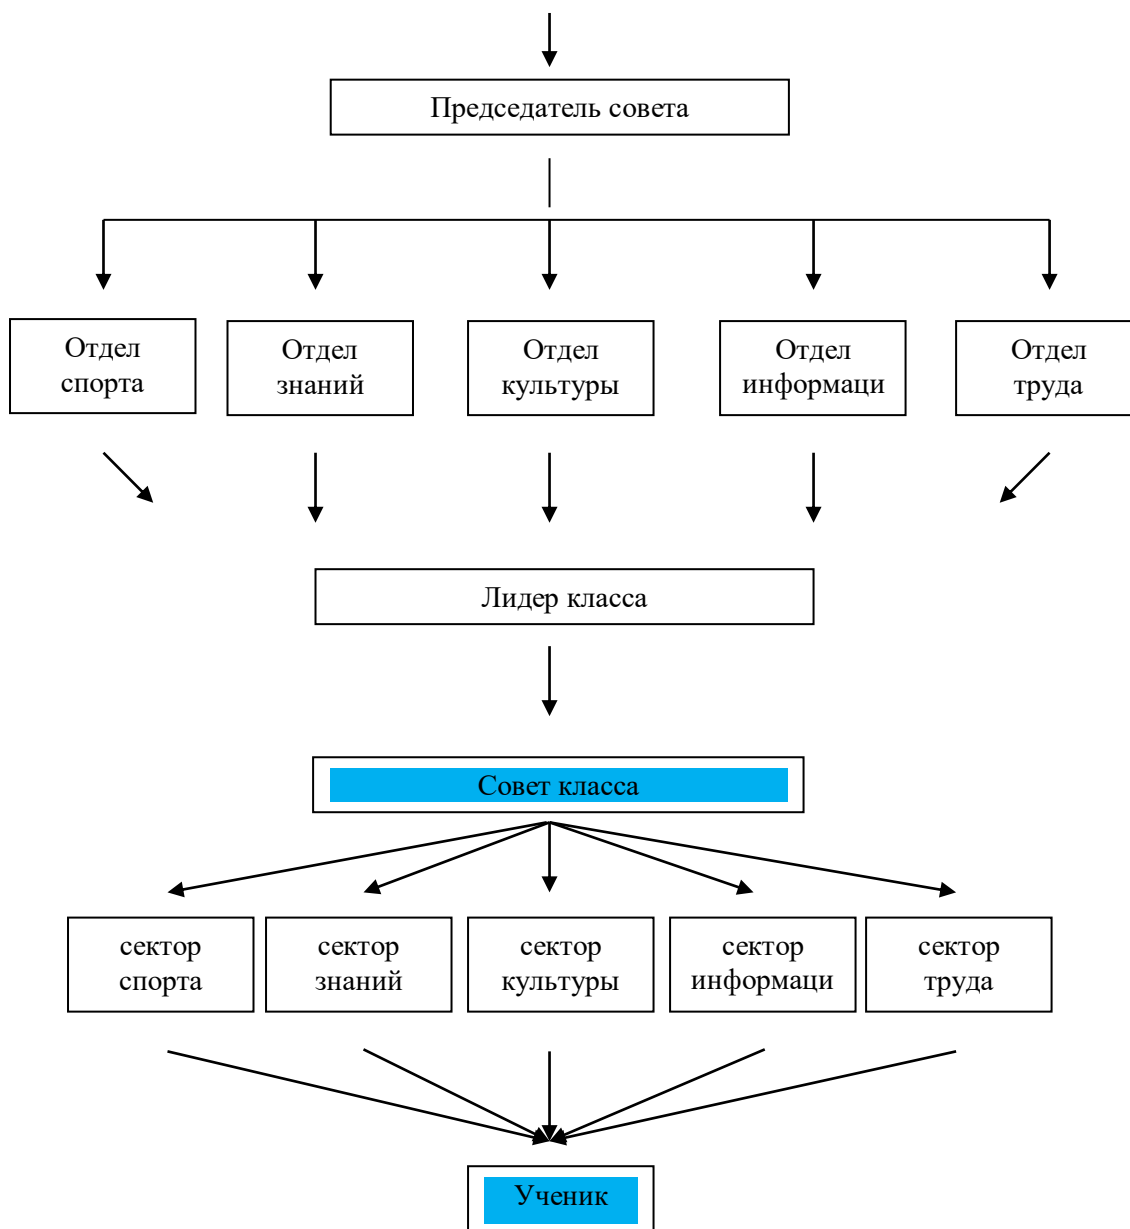 Председатель совета
Отдел
спорта
Отдел
знаний
Отдел
культуры
Отдел
информаци
Отдел
труда
Лидер класса
Совет класса
сектор
спорта
сектор
знаний
сектор
культуры
сектор
информаци
сектор
труда
Ученик